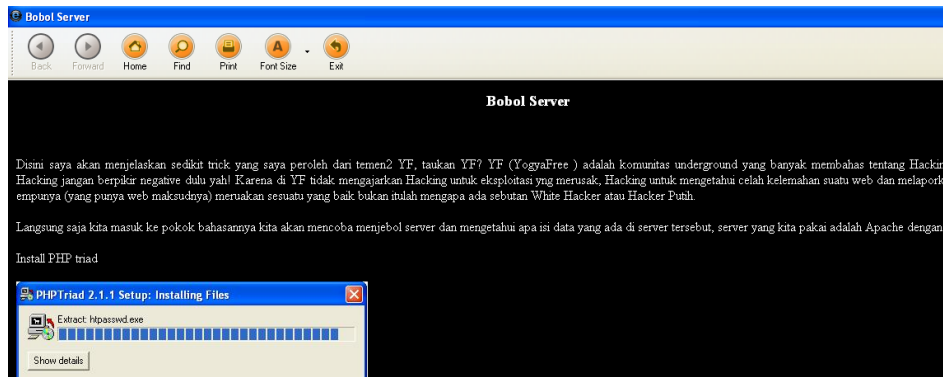 Bobol Server
Back Forward Home Find Print Font Size Exit
Bobol Server
Disini saya akan menjelaskan sedikit trick yang saya peroleh dari temen2 YF, taukan YF? YF (YogyaFree ) adalah komunitas underground yang banyak membahas tentang
Hacking jangan berpikir negative dulu yah! Karena di YF tidak mengajarkan Hacking untuk eksploitasi yng merusak, Hacking untuk mengetahui celah kelemahan suatu web dan
empunya (yang punya web maksudnya) meruakan sesuatu yang baik bukan itulah mengapa ada sebutan White Hacker atau Hacker Putih.
Langsung saja kita masuk ke pokok bahasannya kita akan mencoba menjebol server dan mengetahui apa isi data yang ada di server tersebut, server yang kita pakai adalah Apache dengan
Install PHP triad
PHPTriad 2.1.1 Setup: Installing Files
Extract: htpasswd.exe
Show details